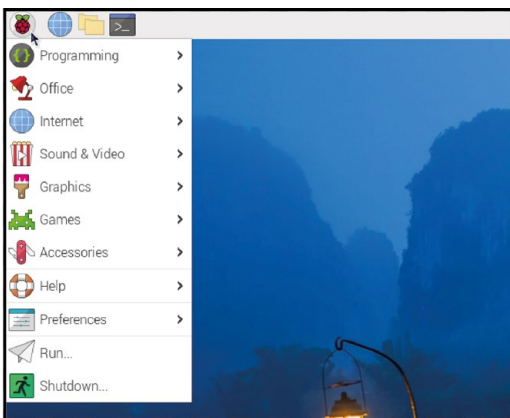 Programming
Office
Internet
Sound & Video
Graphics
Games
Accessories
Help
Preferences
Run...
Shutdown...